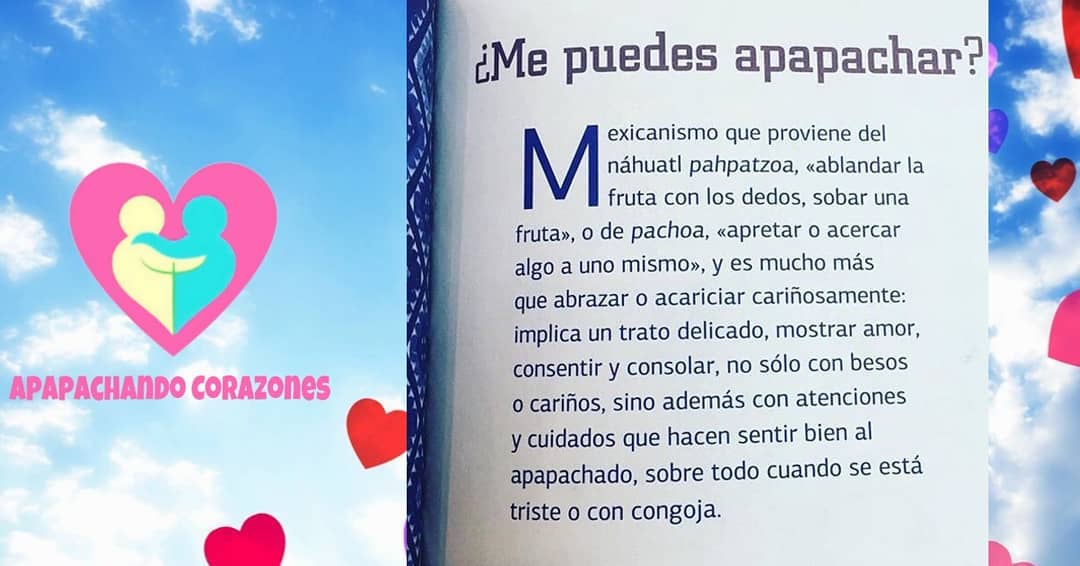 APAPACHANDO CORAZONES
¿Me puedes apapachar?
Mexicanismo que proviene del
náhuatl pahpatzoa, «ablandar la
fruta con los dedos, sobar una
fruta», o de pachoa, «apretar o acercar
algo a uno mismo», y es mucho más
que abrazar o acariciar cariñosamente:
implica un trato delicado, mostrar amor,
consentir y consolar, no sólo con besos
o cariños, sino además con atenciones
y cuidados que hacen sentir bien al
apapachado, sobre todo cuando se está
triste o con congoja.